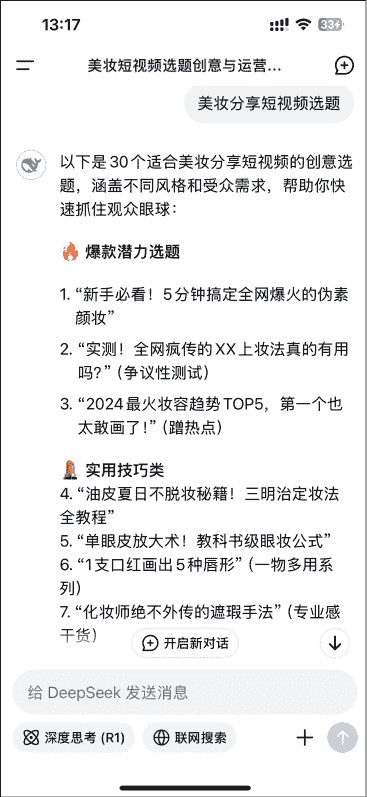 13:17
33
美妆短视频选题创意与运营...
美妆分享短视频选题
以下是30个适合美妆分享短视频的创意选
题，涵盖不同风格和受众需求，帮助你快
速抓住观众眼球：
🔥 爆款潜力选题
1. “新手必看！5分钟搞定全网爆火的伪素
颜妆”
2. “实测！全网疯传的XX上妆法真的有用
吗？”（争议性测试）
3. “2024最火妆容趋势TOP5，第一个也
太敢画了！”（蹭热点）
💄 实用技巧类
4. “油皮夏日不脱妆秘籍！三明治定妆法
全教程”
5. “单眼皮放大术！教科书级眼妆公式”
6. “1支口红画出5种唇形”（一物多用系
列）
7. “化妆师绝不外传的遮瑕手法”（专业感
干货）
开启新对话
给 DeepSeek 发送消息
深度思考 (R1)
联网搜索